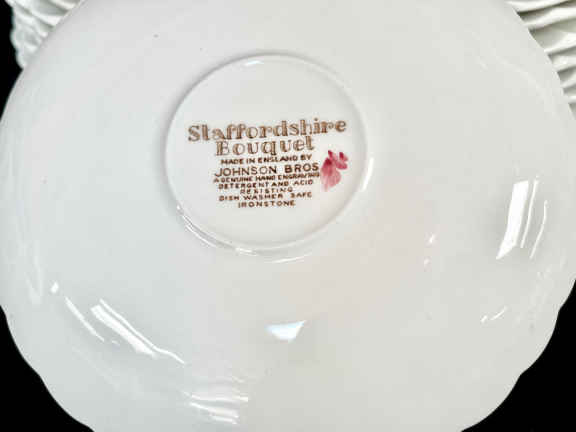 Staffordshire
Bouquet
MADE IN ENGLAND BY
JOHNSON BROS
A GENUINE HAND ENGRAVING
DETERGENT AND ACID
RESISTING
DISH WASHER SAFE
IRONSTONE